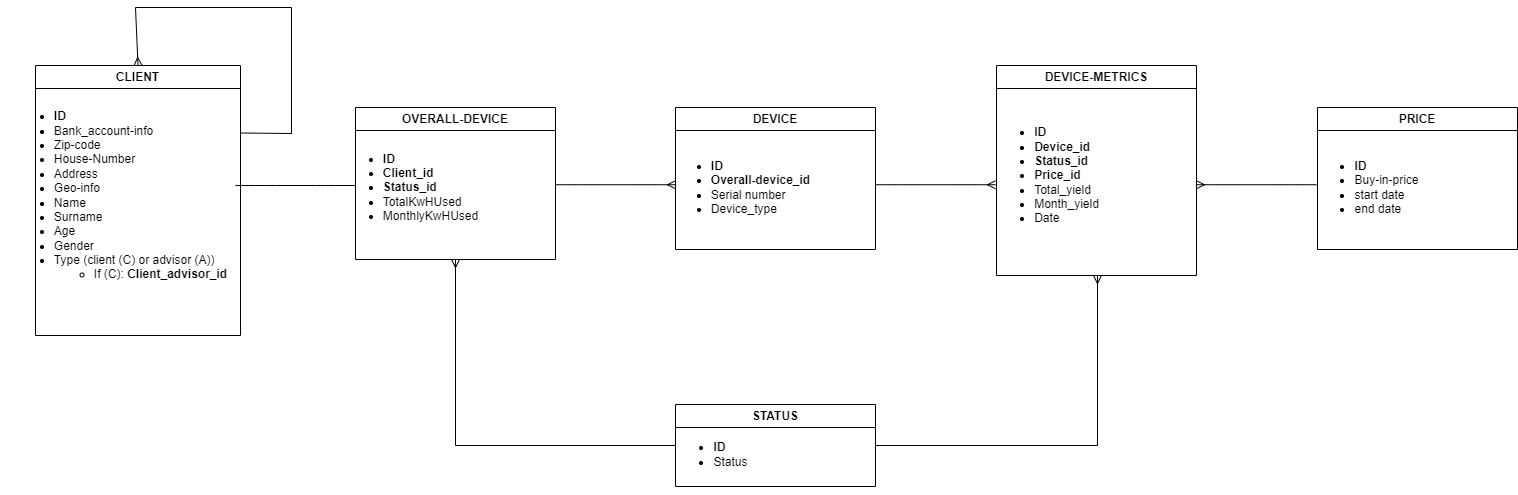 CLIENT
ID
Bank_account-info
Zip-code
House-Number
Address
Geo-info
Name
Surname
Age
Gender
Type (client (C) or advisor (A))
If (C): Client_advisor_id
OVERALL-DEVICE
ID
Client_id
Status_id
TotalKwHUsed
MonthlyKwHUsed
DEVICE
ID
Overall-device_id
Serial number
Device_type
DEVICE-METRICS
ID
Device_id
Status_id
Price_id
Total_yield
Month_yield
Date
PRICE
ID
Buy-in-price
start date
end date
STATUS
ID
Status